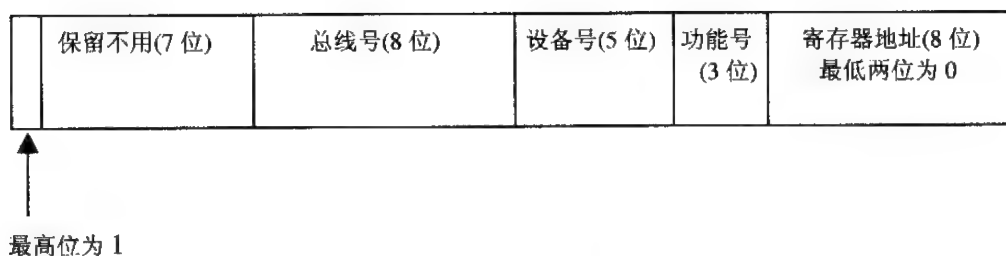 保留不用(7 位)
总线号(8 位)
设备号(5 位)
功能号
(3 位)
寄存器地址(8 位)
最低两位为 0
最高位为 1